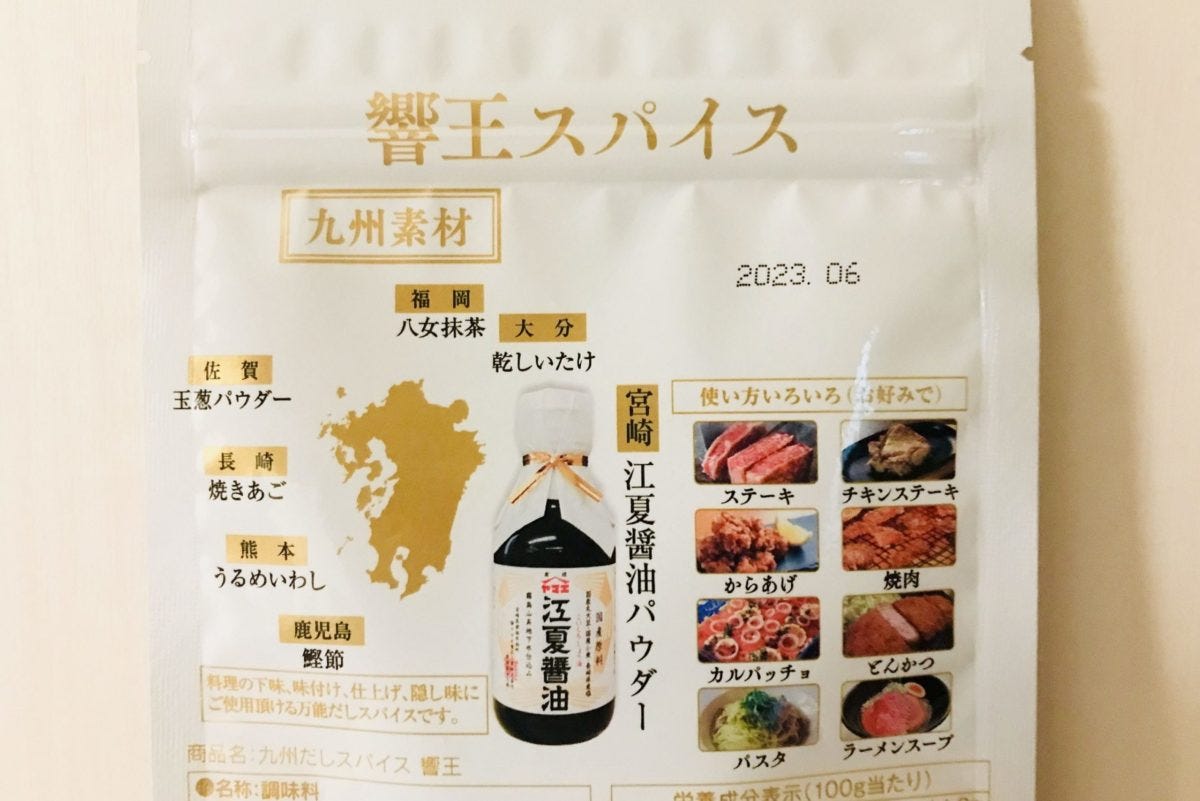 響王スパイス
九州素材
2023. 06
福岡
八女抹茶
大分
乾しいたけ
佐賀
玉葱パウダー
長崎
焼きあご
熊本
うるめいわし
鹿児島
鰹節
宮崎
江夏醤油パウダー
ヤマエ
江夏醤油
国産原料
使い方いろいろ(お好みで)
ステーキ
チキンステーキ
からあげ
焼肉
カルパッチョ
とんかつ
パスタ
ラーメンスープ
料理の下味、味付け、仕上げ、隠し味に
ご使用頂ける万能だしスパイスです。
商品名:九州だしスパイス 響王
●名称:調味料
栄養成分表示(100g当たり)